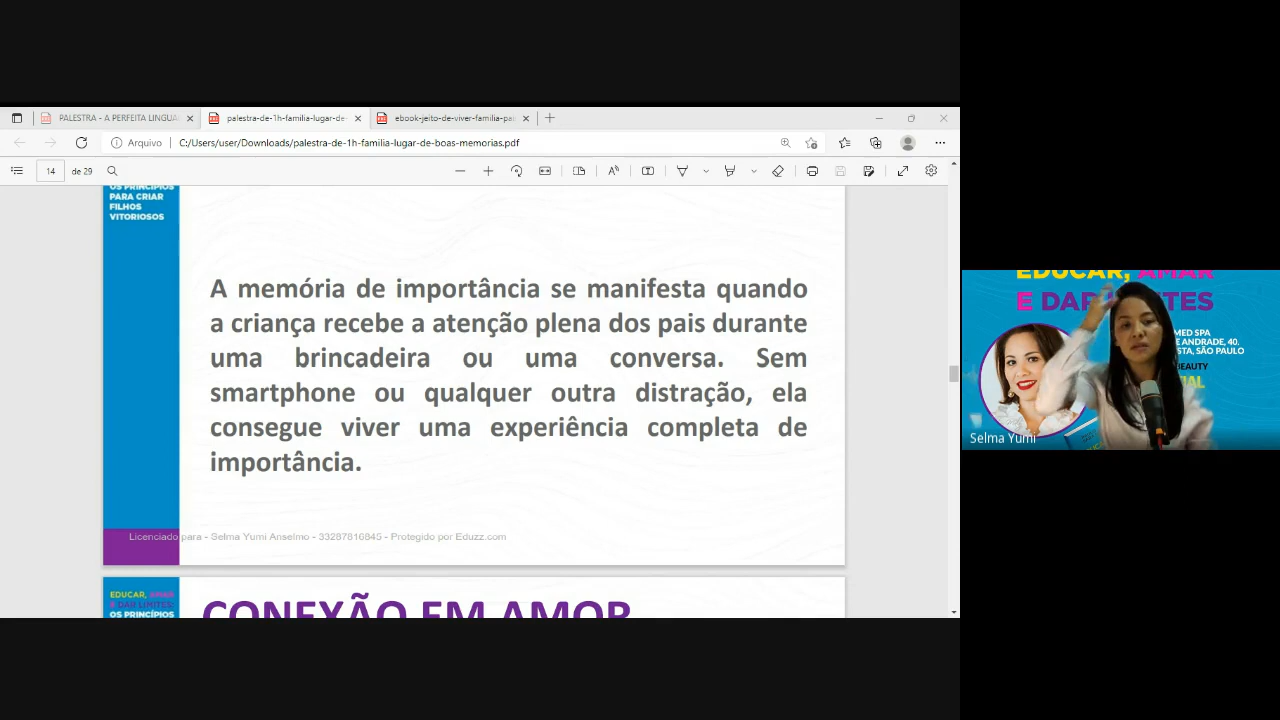 PALESTRA - A PERFEITA LINGUA
palestra-de-1h-familia-lugar-de-
ebook-jeito-de-viver-familia-pai
Arquivo
C:/Users/user/Downloads/palestra-de-1h-familia-lugar-de-boas-memorias.pdf
14 de 29
OS PRINCÍPIOS
PARA CRIAR
FILHOS
VITORIOSOS
A memória de importância se manifesta quando
a criança recebe a atenção plena dos pais durante
uma brincadeira ou uma conversa. Sem
smartphone ou qualquer outra distração, ela
consegue viver uma experiência completa de
importância.
Licenciado para - Selma Yumi Anselmo - 33287816845 - Protegido por Eduzz.com
EDUCAR, AMAR
E DAR LIMITES:
OS PRINCÍPIOS
CONEXÃO EM AMOR
EDUCAR, AMAR
E DAR LIMITES
MED SPA
E ANDRADE, 40.
STA, SÃO PAULO
BEAUTY
Selma Yumi